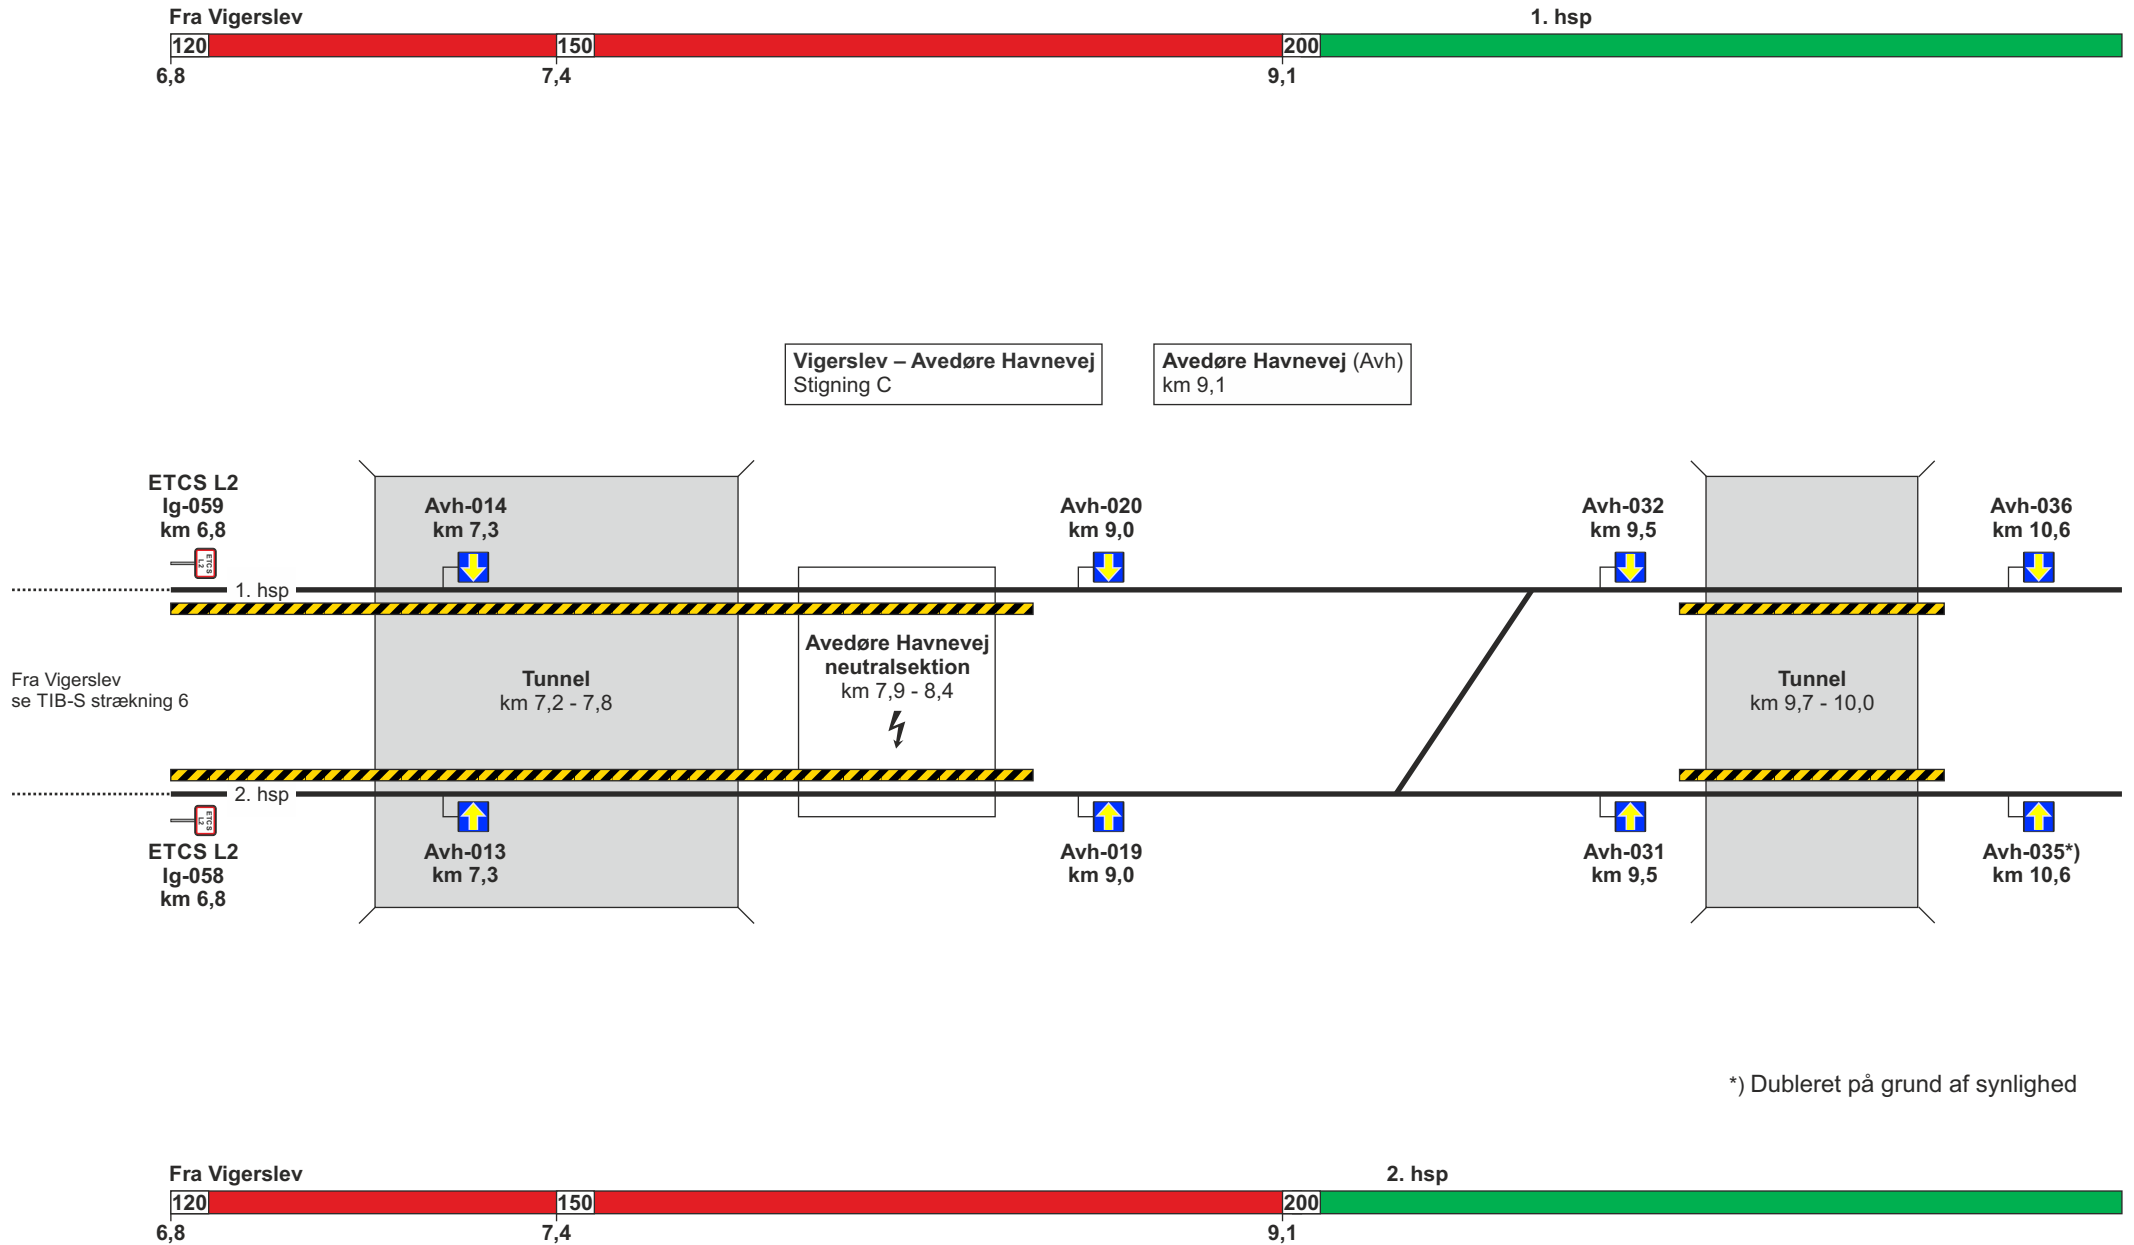 Fra Vigerslev
1. hsp
120
150
200
6,8
7,4
9,1
Vigerslev – Avedøre Havnevej
Stigning C
Avedøre Havnevej (Avh)
km 9,1
ETCS L2
lg-059
km 6,8
Avh-014
km 7,3
Avh-020
km 9,0
Avh-032
km 9,5
Avh-036
km 10,6
ETCS
L2
1. hsp
Fra Vigerslev
se TIB-S strækning 6
Tunnel
km 7,2 - 7,8
Avedøre Havnevej
neutralsektion
km 7,9 - 8,4
Tunnel
km 9,7 - 10,0
2. hsp
ETCS
L2
ETCS L2
lg-058
km 6,8
Avh-013
km 7,3
Avh-019
km 9,0
Avh-031
km 9,5
Avh-035*)
km 10,6
*) Dubleret på grund af synlighed
Fra Vigerslev
2. hsp
120
150
200
6,8
7,4
9,1